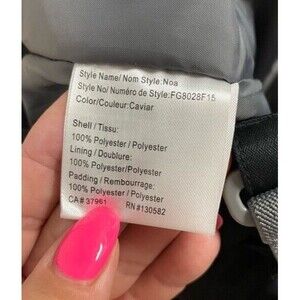 Style Name/Nom Style:Noa
Style No/ Numéro de Style:FG8028F15
Color/Couleur:Caviar
Shell / Tissu:
100% Polyester / Polyester
Lining / Doublure:
100% Polyester / Polyester
Padding / Rembourrage:
100% Polyester / Polyester
CA# 37961 RN#130582